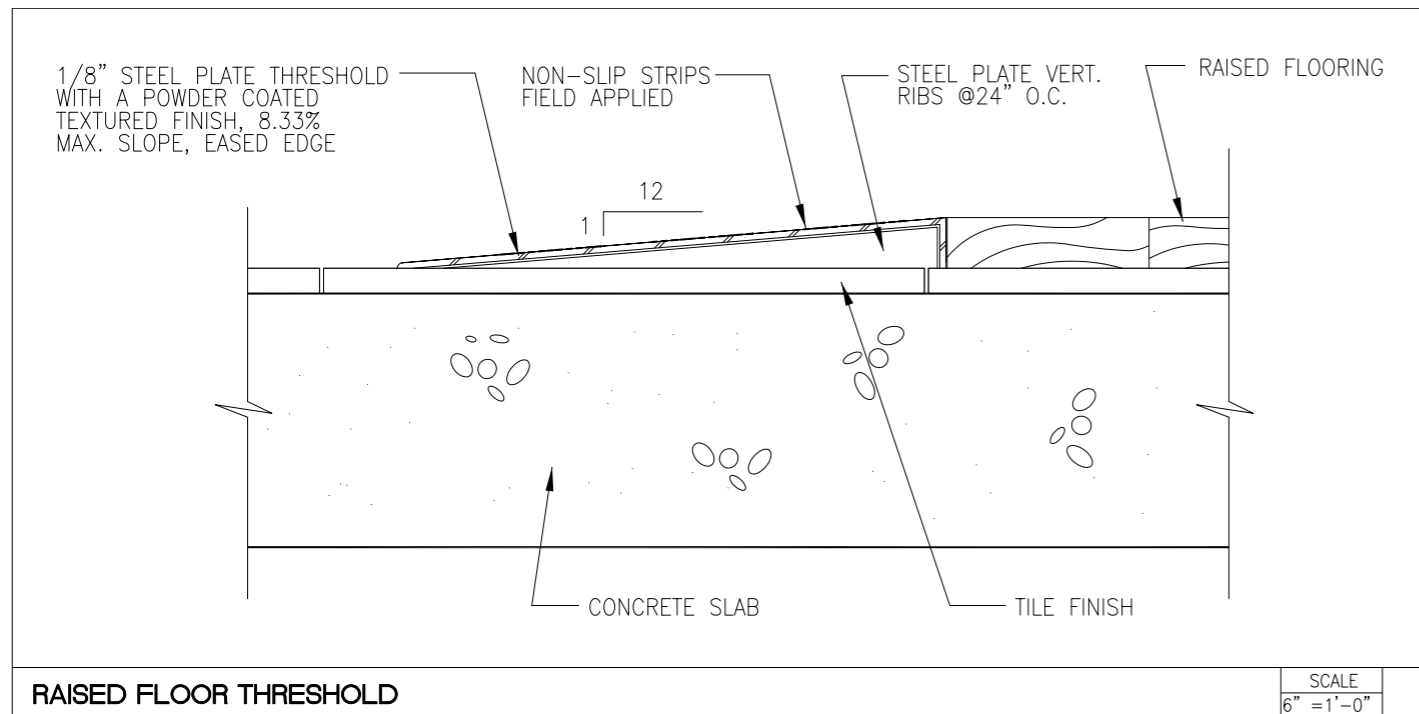 1/8" STEEL PLATE THRESHOLD
WITH A POWDER COATED
TEXTURED FINISH, 8.33%
MAX. SLOPE, EASED EDGE
NON-SLIP STRIPS
FIELD APPLIED
STEEL PLATE VERT.
RIBS @24" O.C.
RAISED FLOORING
12
1
CONCRETE SLAB
TILE FINISH
RAISED FLOOR THRESHOLD
SCALE
6" =1'-0"